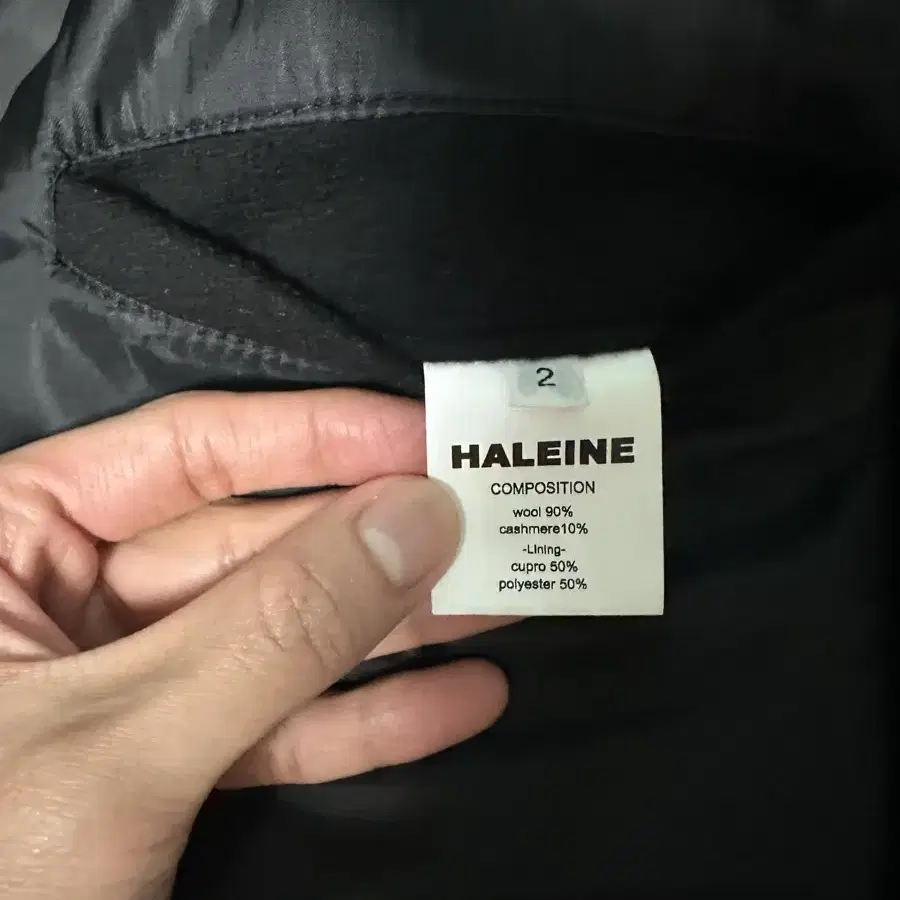 2
HALEINE
COMPOSITION
wool 90%
cashmere10%
-Lining-
cupro 50%
polyester 50%